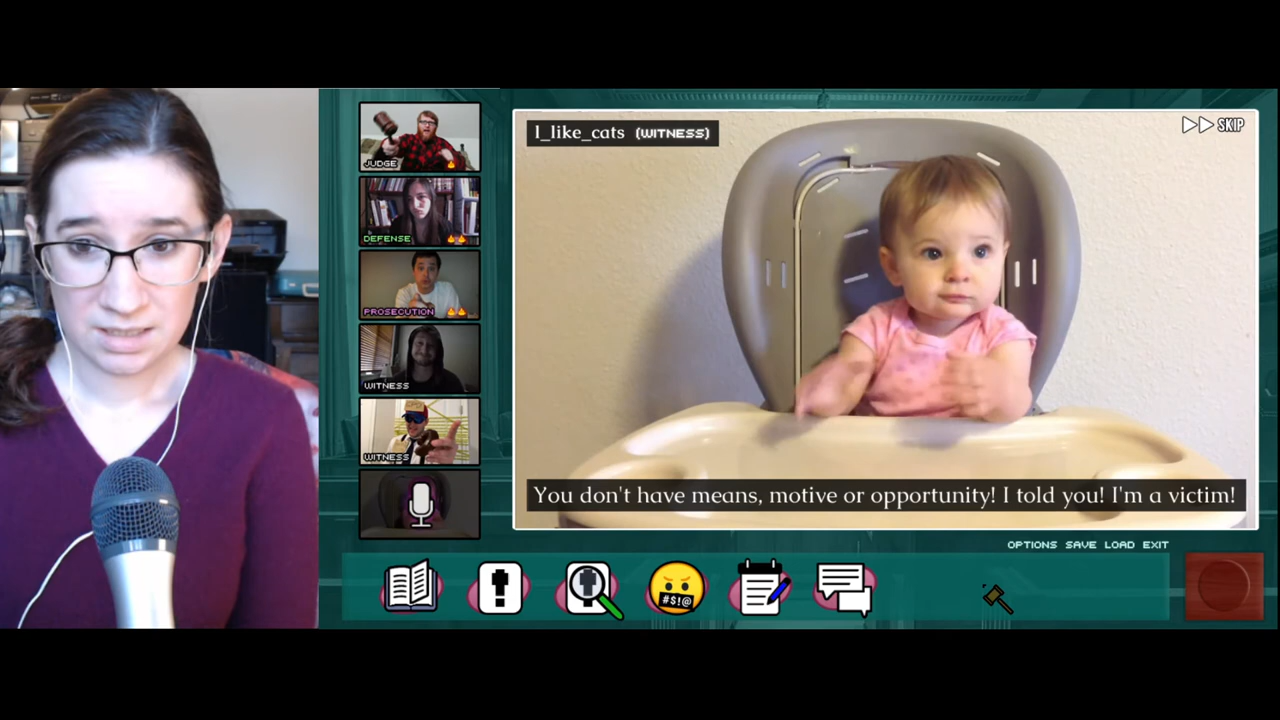 I_like_cats (WITNESS)
SKIP
JUDGE
DEFENSE
PROSECUTION
WITNESS
WITNESS
You don't have means, motive or opportunity! I told you! I'm a victim!
OPTIONS SAVE LOAD EXIT
#$!@